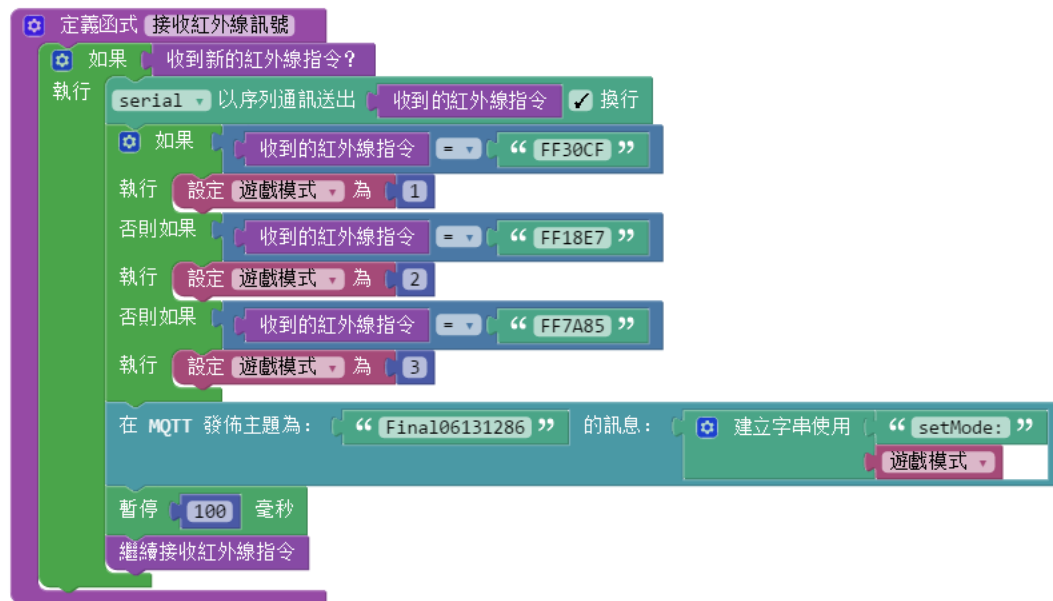 定義函式 接收紅外線訊號
如果 收到新的紅外線指令?
執行 serial 以序列通訊送出 收到的紅外線指令 換行
如果 收到的紅外線指令 = “ FF30CF ”
執行 設定 遊戲模式 為 1
否則如果 收到的紅外線指令 = “ FF18E7 ”
執行 設定 遊戲模式 為 2
否則如果 收到的紅外線指令 = “ FF7A85 ”
執行 設定 遊戲模式 為 3
在 MQTT 發佈主題為: “ Final06131286 ” 的訊息: 建立字串使用 “ setMode: ”
遊戲模式
暫停 100 毫秒
繼續接收紅外線指令